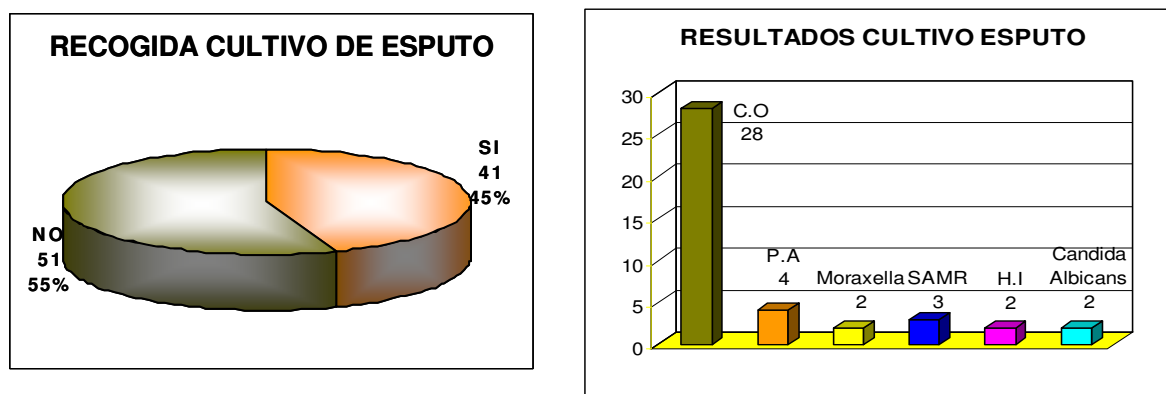 RECOGIDA CULTIVO DE ESPUTO
SI
41
45%
NO
51
55%
RESULTADOS CULTIVO ESPUTO
30
25
20
15
10
5
0
C.O
28
P.A
4
Moraxella
2
SAMR
3
H.I
2
Candida
Albicans
2